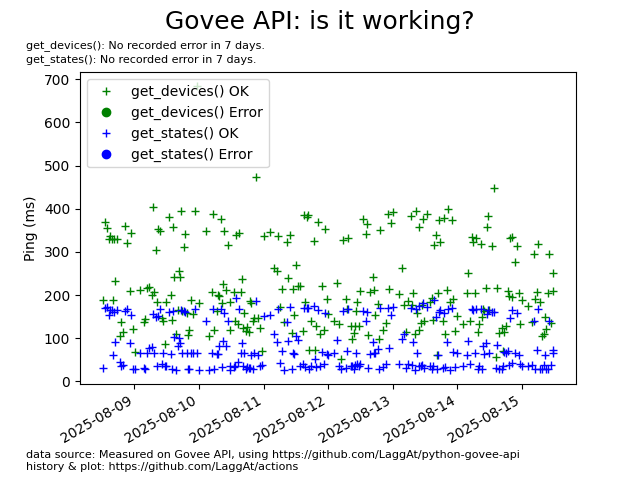 Govee API: is it working?
get_devices(): No recorded error in 7 days.
get_states(): No recorded error in 7 days.
700
600
500
400
300
200
100
0
Ping (ms)
get_devices() OK
get_devices() Error
get_states() OK
get_states() Error
2025-08-09
2025-08-10
2025-08-11
2025-08-12
2025-08-13
2025-08-14
2025-08-15
data source: Measured on Govee API, using https://github.com/LaggAt/python-govee-api
history & plot: https://github.com/LaggAt/actions